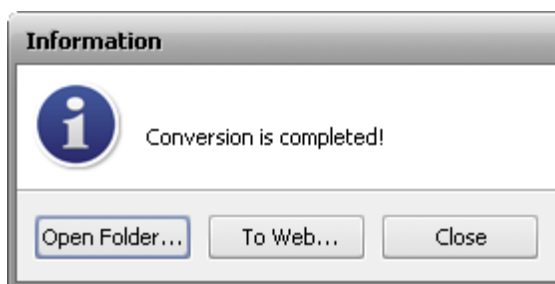 Information
Conversion is completed!
Open Folder...
To Web...
Close